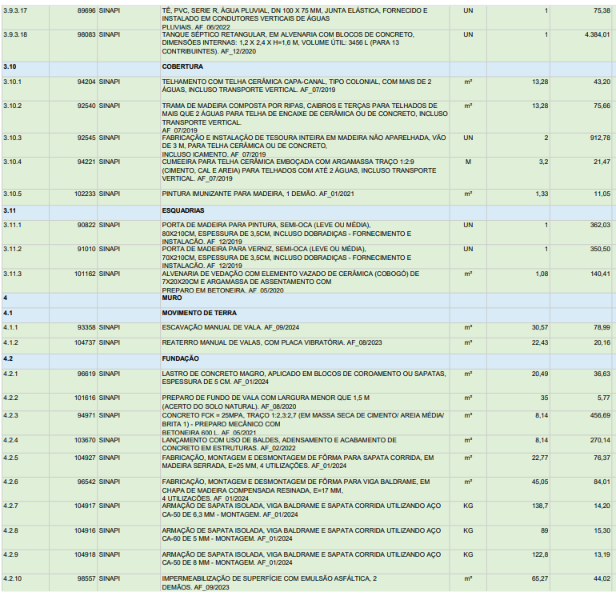 3.9.3.17 89696 SINAPI TÊ, PVC, SERIE R, ÁGUA PLUVIAL, DN 100 X 75 MM, JUNTA ELÁSTICA, FORNECIDO E UN 1 75,38
INSTALADO EM CONDUTORES VERTICAIS DE ÁGUAS
PLUVIAIS. AF_06/2022
3.9.3.18 98083 SINAPI TANQUE SÉPTICO RETANGULAR, EM ALVENARIA COM BLOCOS DE CONCRETO, UN 1 4.384,01
DIMENSÕES INTERNAS: 1,2 X 2,4 X H=1,6 M, VOLUME ÚTIL: 3456 L (PARA 13
CONTRIBUINTES). AF_12/2020
3.10 COBERTURA
3.10.1 94204 SINAPI TELHAMENTO COM TELHA CERÂMICA CAPA-CANAL, TIPO COLONIAL, COM MAIS DE 2 m² 13,28 43,20
ÁGUAS, INCLUSO TRANSPORTE VERTICAL. AF_07/2019
3.10.2 92540 SINAPI TRAMA DE MADEIRA COMPOSTA POR RIPAS, CAIBROS E TERÇAS PARA TELHADOS DE m² 13,28 75,66
MAIS QUE 2 ÁGUAS PARA TELHA DE ENCAIXE DE CERÂMICA OU DE CONCRETO, INCLUSO
TRANSPORTE VERTICAL.
AF_07/2019
3.10.3 92545 SINAPI FABRICAÇÃO E INSTALAÇÃO DE TESOURA INTEIRA EM MADEIRA NÃO APARELHADA, VÃO UN 2 912,78
DE 3 M, PARA TELHA CERÂMICA OU DE CONCRETO,
INCLUSO IÇAMENTO. AF_07/2019
3.10.4 94221 SINAPI CUMEEIRA PARA TELHA CERÂMICA EMBOÇADA COM ARGAMASSA TRAÇO 1:2:9 M 3,2 21,47
(CIMENTO, CAL E AREIA) PARA TELHADOS COM ATÉ 2 ÁGUAS, INCLUSO TRANSPORTE
VERTICAL. AF_07/2019
3.10.5 102233 SINAPI PINTURA IMUNIZANTE PARA MADEIRA, 1 DEMÃO. AF_01/2021 m² 1,33 11,05
3.11 ESQUADRIAS
3.11.1 90822 SINAPI PORTA DE MADEIRA PARA PINTURA, SEMI-OCA (LEVE OU MÉDIA), UN 1 362,03
80X210CM, ESPESSURA DE 3,5CM, INCLUSO DOBRADIÇAS - FORNECIMENTO E
INSTALAÇÃO. AF_12/2019
3.11.2 91010 SINAPI PORTA DE MADEIRA PARA VERNIZ, SEMI-OCA (LEVE OU MÉDIA), UN 1 350,50
70X210CM, ESPESSURA DE 3,5CM, INCLUSO DOBRADIÇAS - FORNECIMENTO E
INSTALAÇÃO. AF_12/2019
3.11.3 101162 SINAPI ALVENARIA DE VEDAÇÃO COM ELEMENTO VAZADO DE CERÂMICA (COBOGÓ) DE m² 1,08 140,41
7X20X20CM E ARGAMASSA DE ASSENTAMENTO COM
PREPARO EM BETONEIRA. AF_05/2020
4 MURO
4.1 MOVIMENTO DE TERRA
4.1.1 93358 SINAPI ESCAVAÇÃO MANUAL DE VALA. AF_09/2024 m³ 30,57 78,99
4.1.2 104737 SINAPI REATERRO MANUAL DE VALAS, COM PLACA VIBRATÓRIA. AF_08/2023 m³ 22,43 20,16
4.2 FUNDAÇÃO
4.2.1 96619 SINAPI LASTRO DE CONCRETO MAGRO, APLICADO EM BLOCOS DE COROAMENTO OU SAPATAS, m² 20,49 36,63
ESPESSURA DE 5 CM. AF_01/2024
4.2.2 101616 SINAPI PREPARO DE FUNDO DE VALA COM LARGURA MENOR QUE 1,5 M m² 35 5,77
(ACERTO DO SOLO NATURAL). AF_08/2020
4.2.3 94971 SINAPI CONCRETO FCK = 25MPA, TRAÇO 1:2,3:2,7 (EM MASSA SECA DE CIMENTO/ AREIA MÉDIA/ m³ 8,14 456,69
BRITA 1) - PREPARO MECÂNICO COM
BETONEIRA 600 L. AF_05/2021
4.2.4 103670 SINAPI LANÇAMENTO COM USO DE BALDES, ADENSAMENTO E ACABAMENTO DE m³ 8,14 270,14
CONCRETO EM ESTRUTURAS. AF_02/2022
4.2.5 104927 SINAPI FABRICAÇÃO, MONTAGEM E DESMONTAGEM DE FÔRMA PARA SAPATA CORRIDA, EM m² 22,77 76,37
MADEIRA SERRADA, E=25 MM, 4 UTILIZAÇÕES. AF_01/2024
4.2.6 96542 SINAPI FABRICAÇÃO, MONTAGEM E DESMONTAGEM DE FÔRMA PARA VIGA BALDRAME, EM m² 45,05 84,01
CHAPA DE MADEIRA COMPENSADA RESINADA, E=17 MM,
4 UTILIZAÇÕES. AF_01/2024
4.2.7 104917 SINAPI ARMAÇÃO DE SAPATA ISOLADA, VIGA BALDRAME E SAPATA CORRIDA UTILIZANDO AÇO KG 138,7 14,20
CA-50 DE 6,3 MM - MONTAGEM. AF_01/2024
4.2.8 104916 SINAPI ARMAÇÃO DE SAPATA ISOLADA, VIGA BALDRAME E SAPATA CORRIDA UTILIZANDO AÇO KG 89 15,30
CA-60 DE 5 MM - MONTAGEM. AF_01/2024
4.2.9 104918 SINAPI ARMAÇÃO DE SAPATA ISOLADA, VIGA BALDRAME E SAPATA CORRIDA UTILIZANDO AÇO KG 122,8 13,19
CA-50 DE 8 MM - MONTAGEM. AF_01/2024
4.2.10 98557 SINAPI IMPERMEABILIZAÇÃO DE SUPERFÍCIE COM EMULSÃO ASFÁLTICA, 2 m² 65,27 44,02
DEMÃOS. AF_09/2023